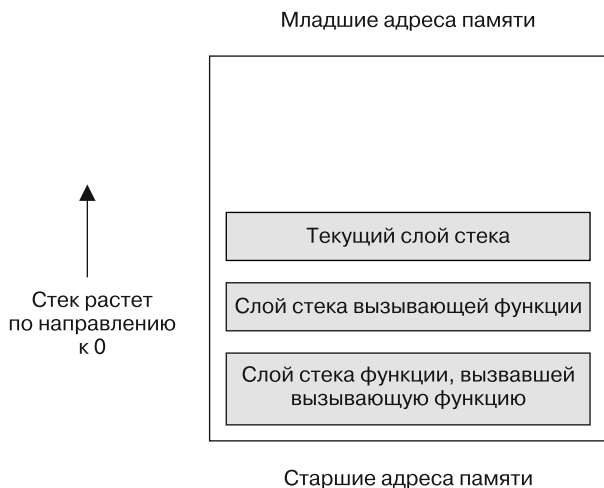 Младшие адреса памяти
Текущий слой стека
Стек растет
по направлению
к 0
Слой стека вызывающей функции
Слой стека функции, вызвавшей
вызывающую функцию
Старшие адреса памяти